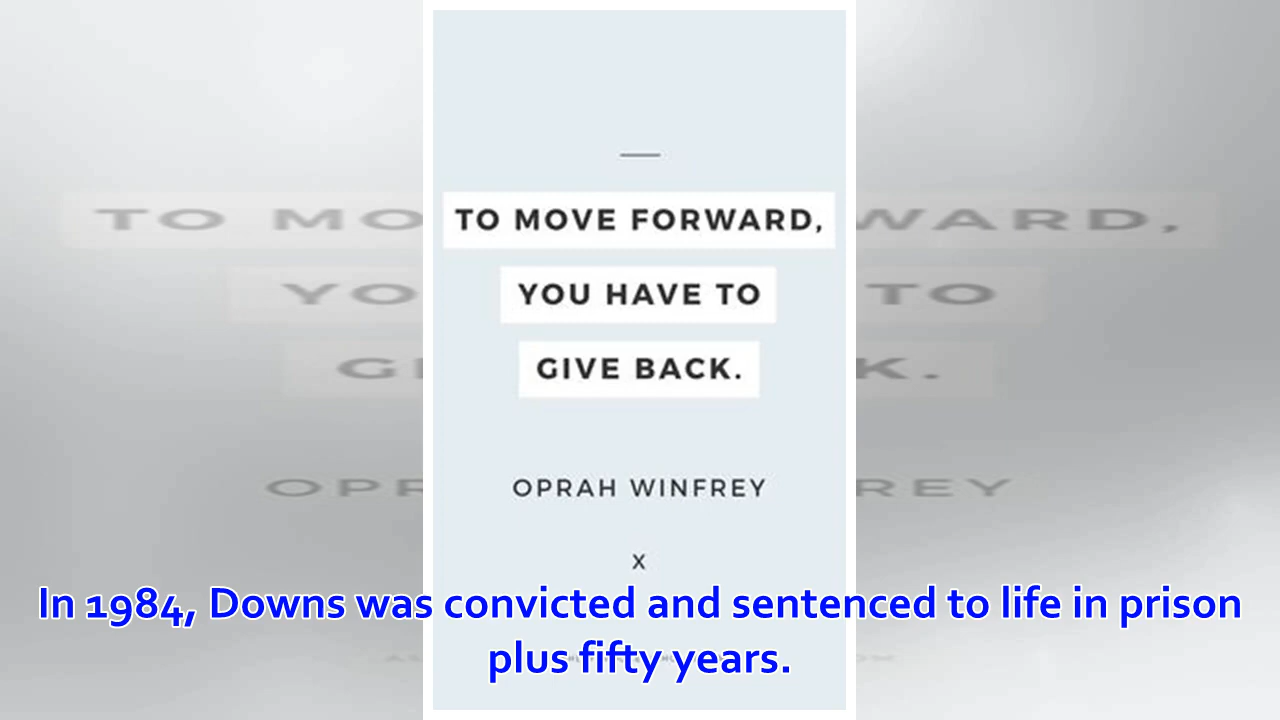 TO MOVE FORWARD,
YOU HAVE TO
GIVE BACK.
OPRAH WINFREY
X
In 1984, Downs was convicted and sentenced to life in prison
plus fifty years.